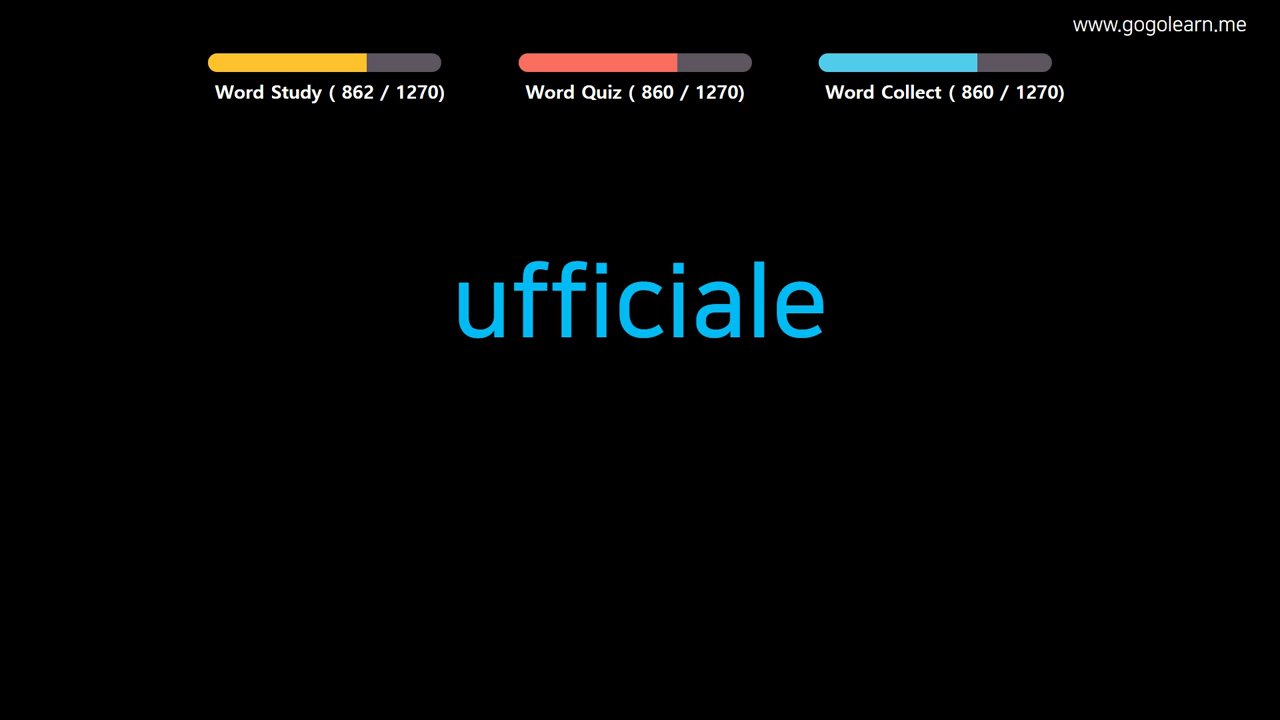 www.gogolearn.me
Word Study ( 862 / 1270)
Word Quiz ( 860 / 1270)
Word Collect ( 860 / 1270)
ufficiale